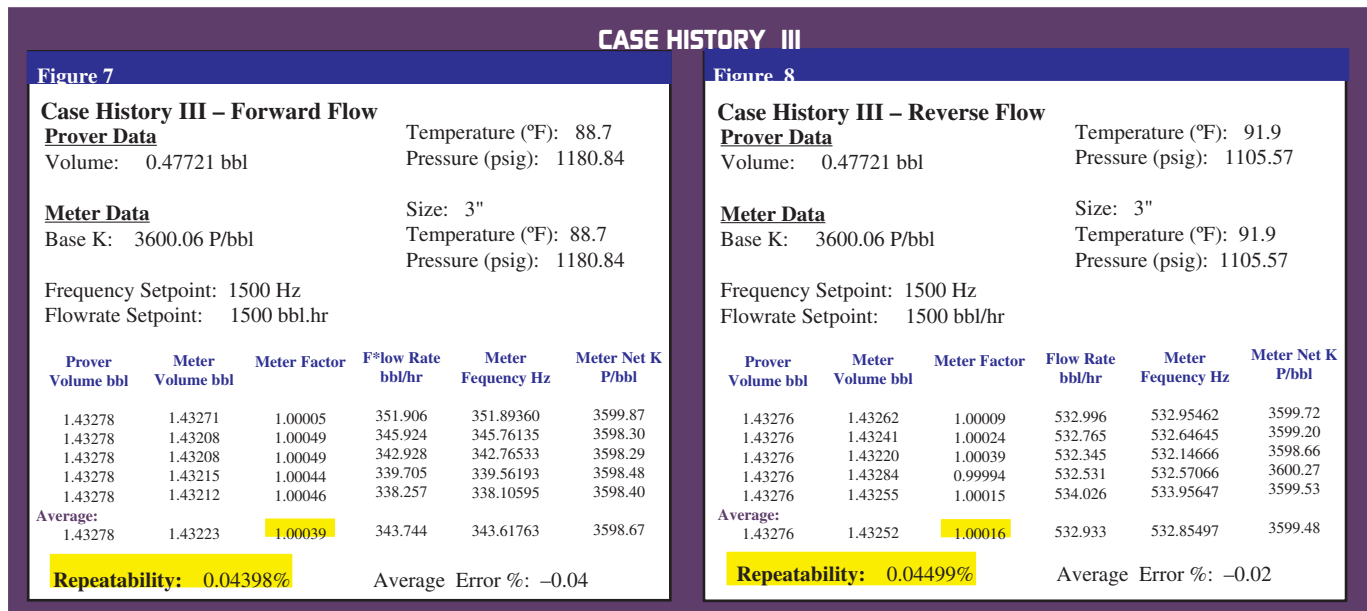 CASE HISTORY III
Figure 7
Case History III – Forward Flow
Prover Data
Volume: 0.47721 bbl
Temperature (ºF): 88.7
Pressure (psig): 1180.84
Meter Data
Base K: 3600.06 P/bbl
Size: 3"
Temperature (ºF): 88.7
Pressure (psig): 1180.84
Frequency Setpoint: 1500 Hz
Flowrate Setpoint: 1500 bbl.hr
Prover Meter Meter Factor F*low Rate Meter Meter Net K
Volume bbl Volume bbl bbl/hr Fequency Hz P/bbl
1.43278 1.43271 1.00005 351.906 351.89360 3599.87
1.43278 1.43208 1.00049 345.924 345.76135 3598.30
1.43278 1.43208 1.00049 342.928 342.76533 3598.29
1.43278 1.43215 1.00044 339.705 339.56193 3598.48
1.43278 1.43212 1.00046 338.257 338.10595 3598.40
Average:
1.43278 1.43223 1.00039 343.744 343.61763 3598.67
Repeatability: 0.04398% Average Error %: –0.04
Figure 8
Case History III – Reverse Flow
Prover Data
Volume: 0.47721 bbl
Temperature (ºF): 91.9
Pressure (psig): 1105.57
Meter Data
Base K: 3600.06 P/bbl
Size: 3"
Temperature (ºF): 91.9
Pressure (psig): 1105.57
Frequency Setpoint: 1500 Hz
Flowrate Setpoint: 1500 bbl/hr
Prover Meter Meter Factor Flow Rate Meter Meter Net K
Volume bbl Volume bbl bbl/hr Fequency Hz P/bbl
1.43276 1.43262 1.00009 532.996 532.95462 3599.72
1.43276 1.43241 1.00024 532.765 532.64645 3599.20
1.43276 1.43220 1.00039 532.345 532.14666 3598.66
1.43276 1.43284 0.99994 532.531 532.57066 3600.27
1.43276 1.43255 1.00015 534.026 533.95647 3599.53
Average:
1.43276 1.43252 1.00016 532.933 532.85497 3599.48
Repeatability: 0.04499% Average Error %: –0.02